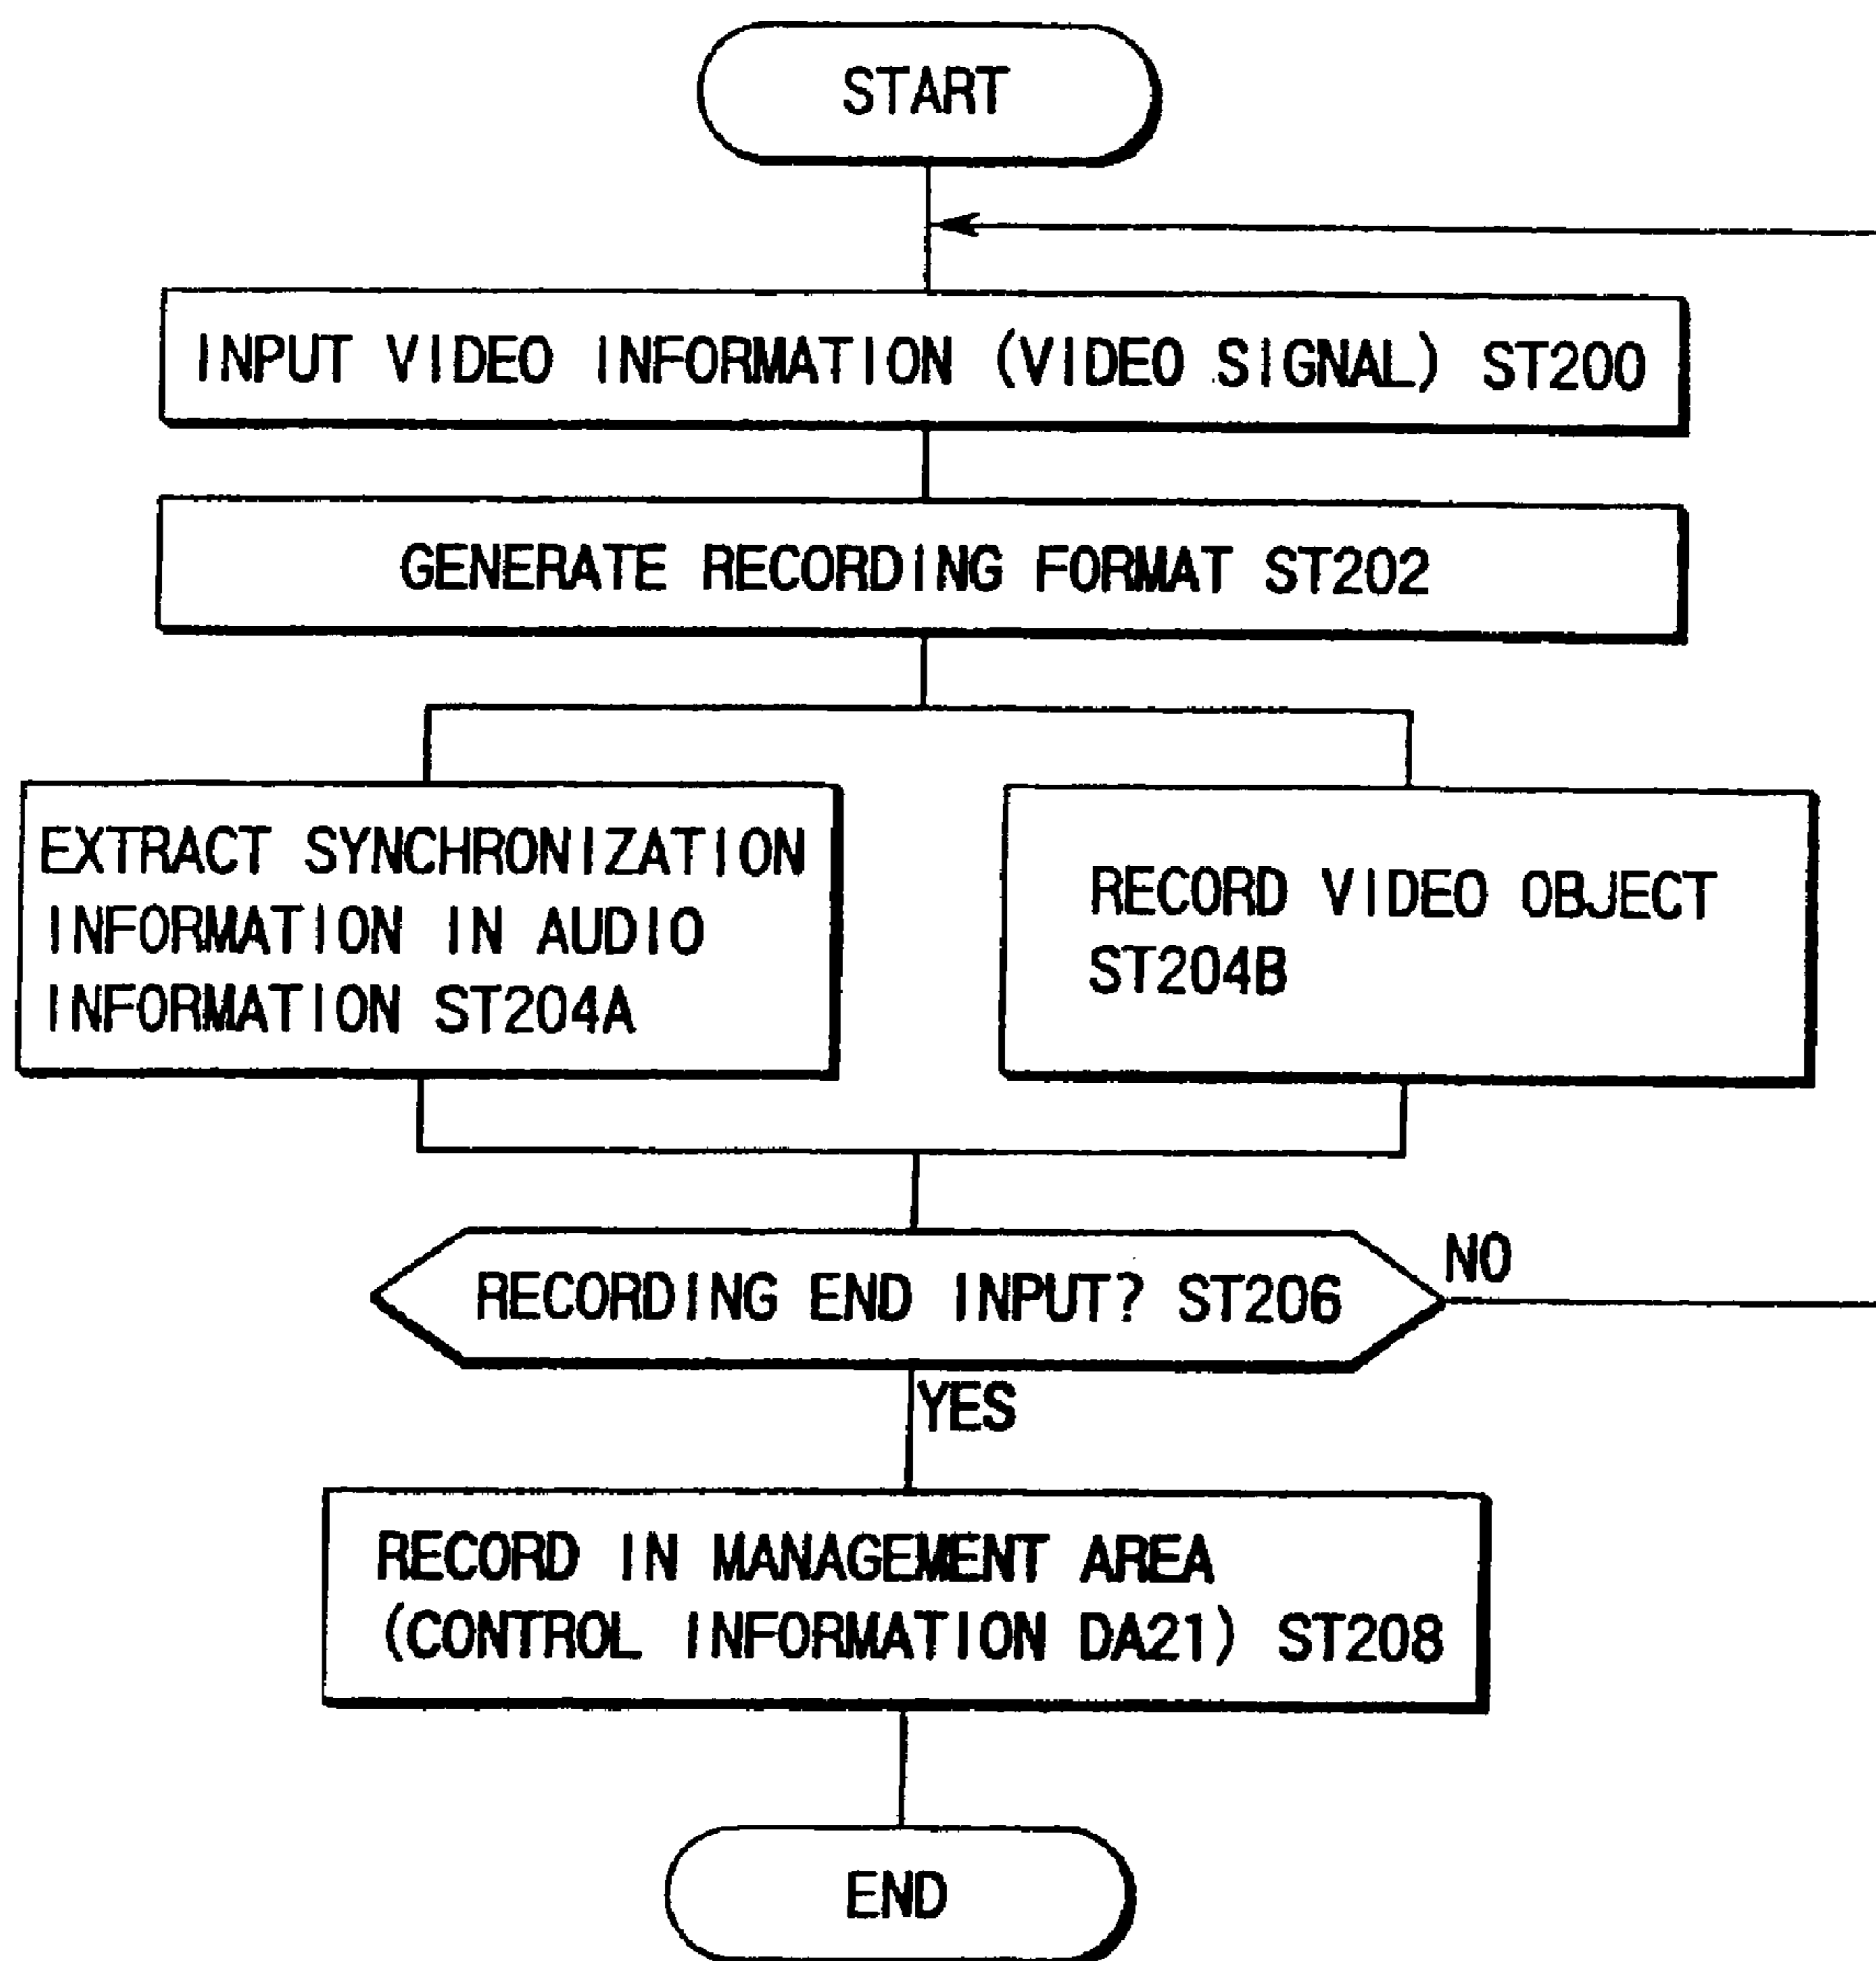 START
INPUT VIDEO INFORMATION (VIDEO SIGNAL) ST200
GENERATE RECORDING FORMAT ST202
EXTRACT SYNCHRONIZATION
INFORMATION IN AUDIO
INFORMATION ST204A
RECORD VIDEO OBJECT
ST204B
RECORDING END INPUT? ST206
NO
YES
RECORD IN MANAGEMENT AREA
(CONTROL INFORMATION DA21) ST208
END